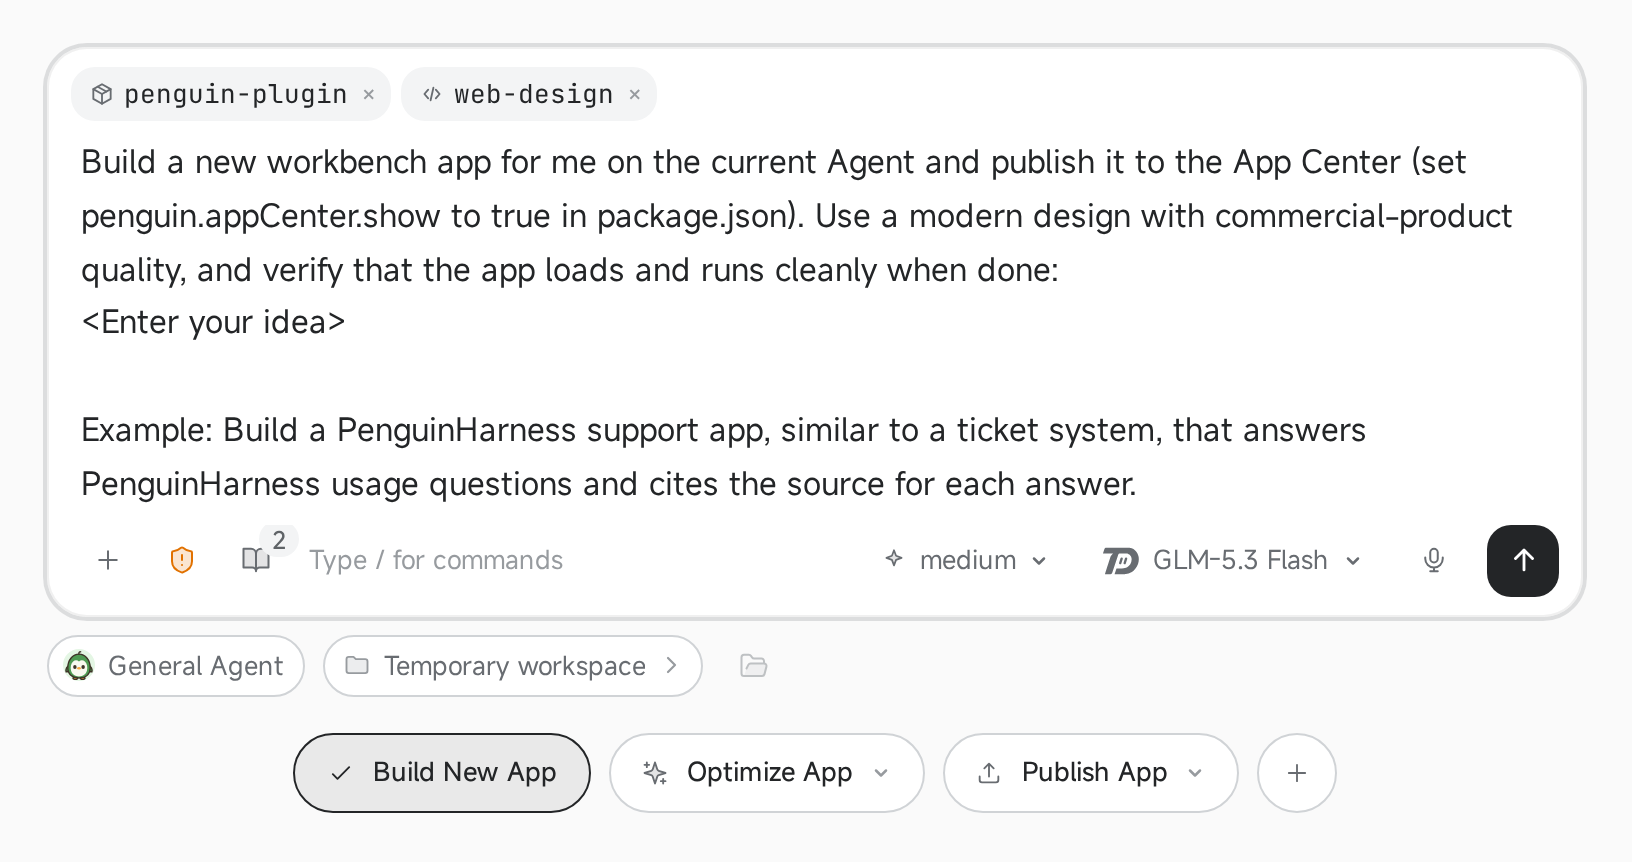 penguin-plugin ×
web-design ×
Build a new workbench app for me on the current Agent and publish it to the App Center (set
penguin.appCenter.show to true in package.json). Use a modern design with commercial-product
quality, and verify that the app loads and runs cleanly when done:
<Enter your idea>
Example: Build a PenguinHarness support app, similar to a ticket system, that answers
PenguinHarness usage questions and cites the source for each answer.
2
Type / for commands
medium
GLM-5.3 Flash
General Agent
Temporary workspace
Build New App
Optimize App
Publish App